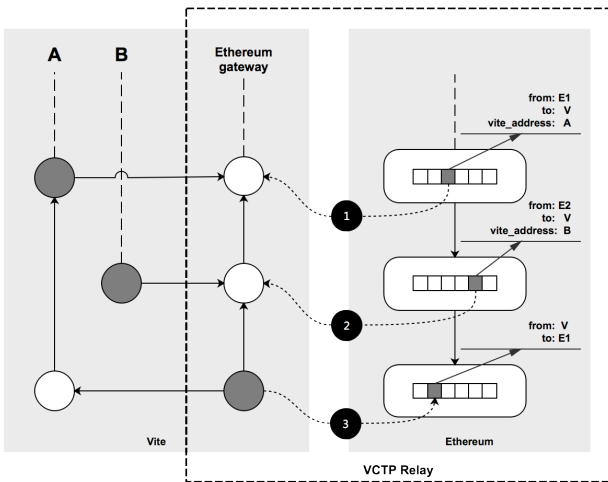 A
B
Ethereum
gateway
from: E1
to: V
vite_address: A
1
from: E2
to: V
vite_address: B
2
from: V
to: E1
3
Vite
Ethereum
VCTP Relay